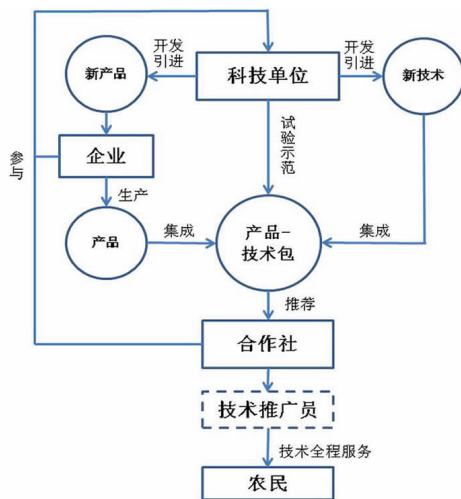 开发
引进
开发
引进
新产品
科技单位
新技术
试验示范
参与
企业
生产
产品
集成
产品-
技术包
集成
推荐
合作社
技术推广员
技术全程服务
农民